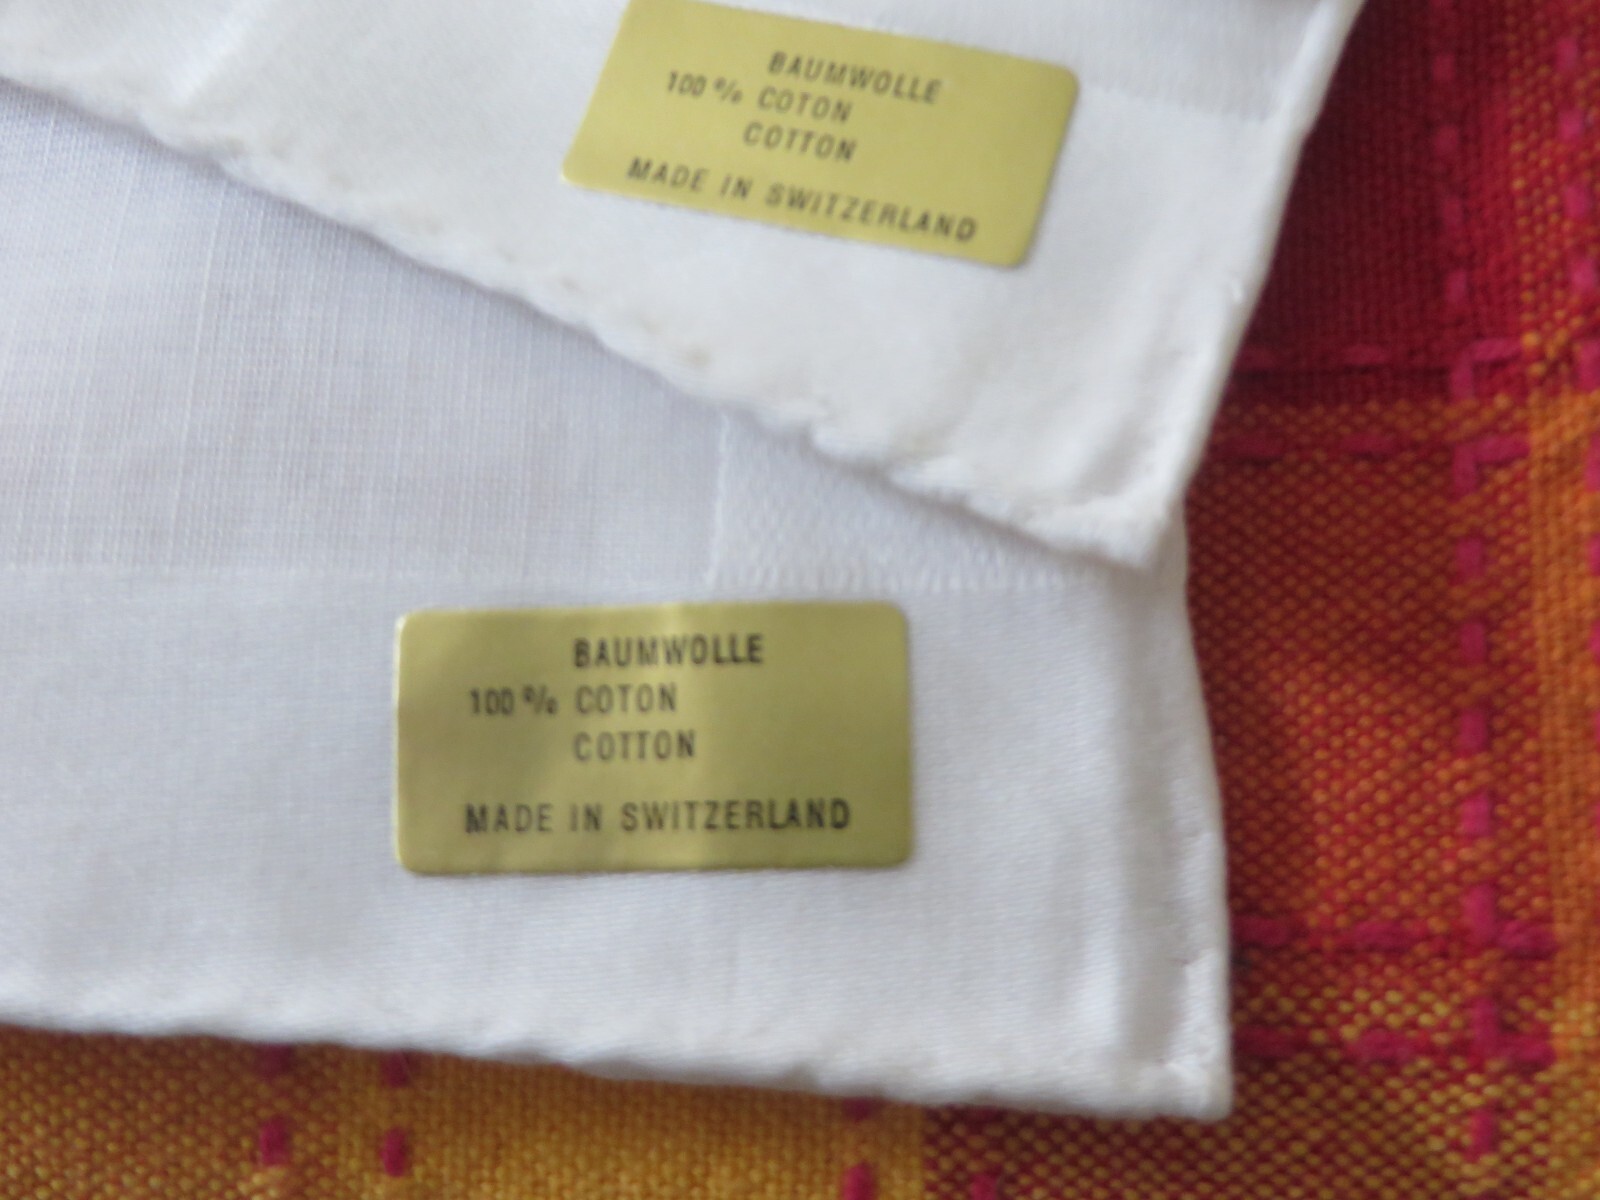 BAUMWOLLE
100 % COTON
COTTON
MADE IN SWITZERLAND
BAUMWOLLE
100 % COTON
COTTON
MADE IN SWITZERLAND